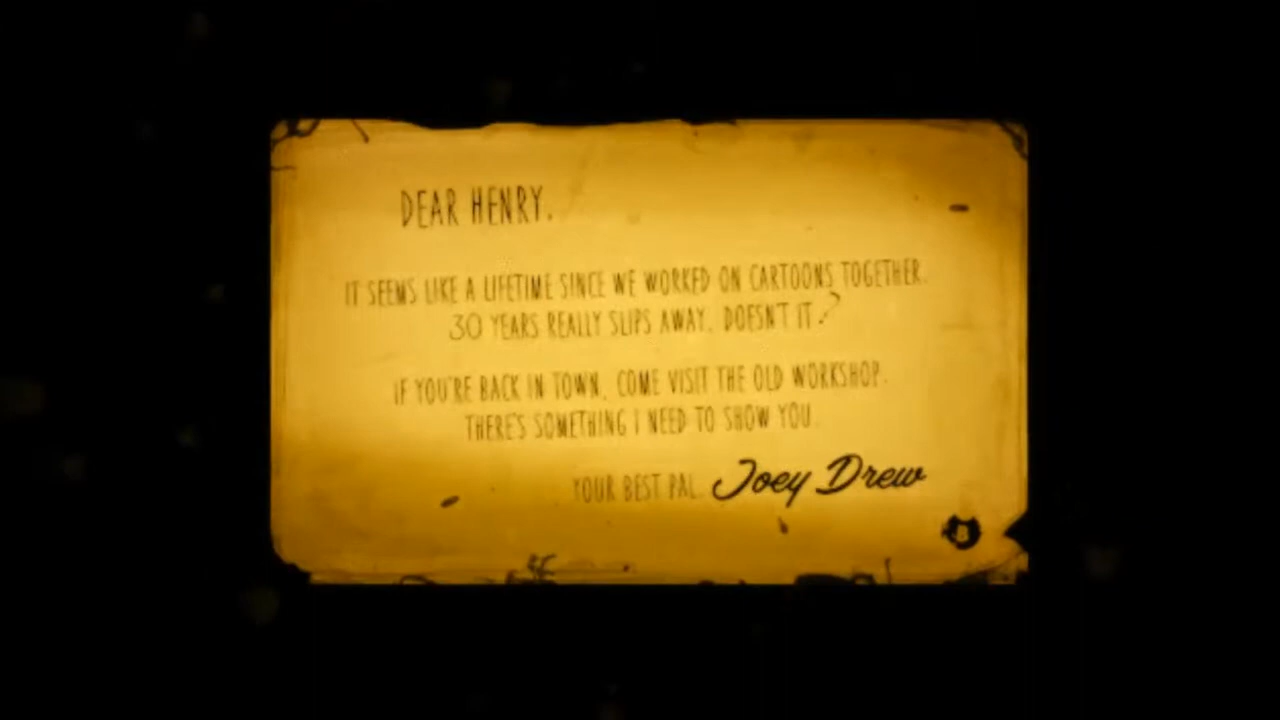 DEAR HENRY,
IT SEEMS LIKE A LIFETIME SINCE WE WORKED ON CARTOONS TOGETHER.
30 YEARS REALLY SLIPS AWAY, DOESN'T IT?
IF YOU'RE BACK IN TOWN, COME VISIT THE OLD WORKSHOP.
THERE'S SOMETHING I NEED TO SHOW YOU.
YOUR BEST PAL, Joey Drew